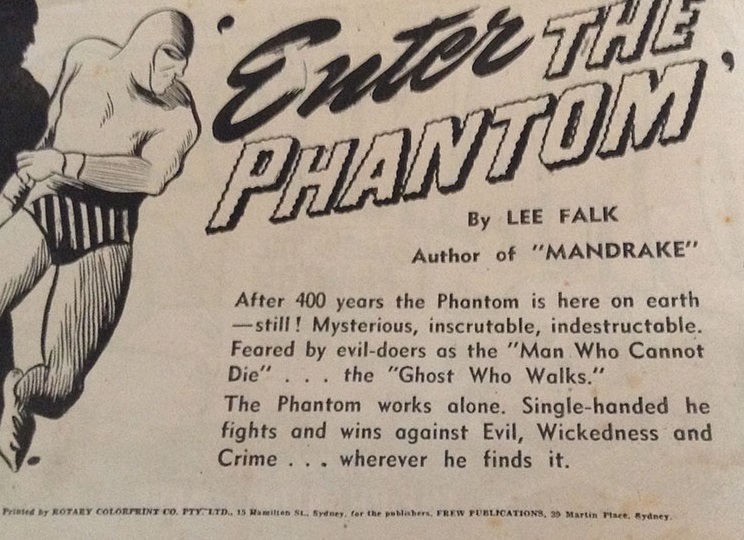 'Enter THE
PHANTOM'
By LEE FALK
Author of "MANDRAKE"
After 400 years the Phantom is here on earth
—still! Mysterious, inscrutable, indestructable.
Feared by evil-doers as the "Man Who Cannot
Die" . . . the "Ghost Who Walks."
The Phantom works alone. Single-handed he
fights and wins against Evil, Wickedness and
Crime . . . wherever he finds it.
Printed by ROTARY COLORPRINT CO. PTY. LTD., 15 Hamilton St., Sydney, for the publishers, FREW PUBLICATIONS, 39 Martin Place, Sydney.